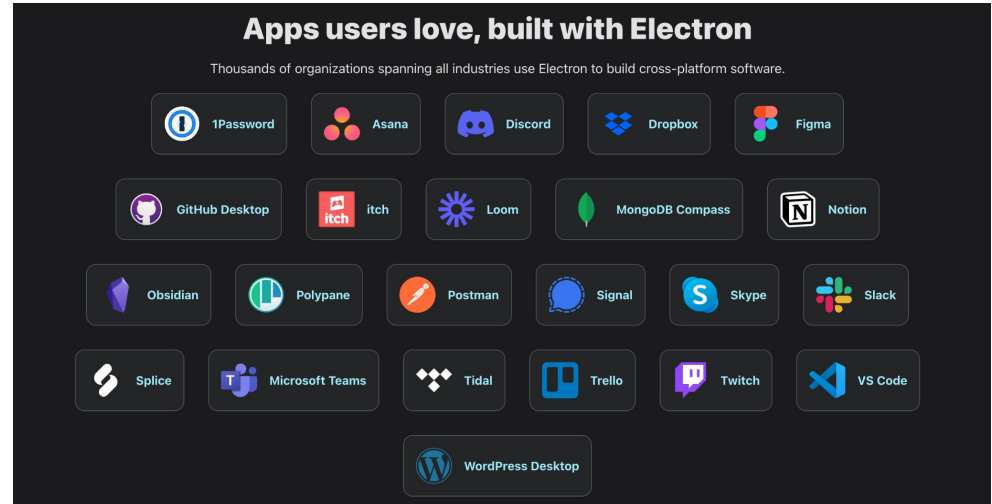 Apps users love, built with Electron
Thousands of organizations spanning all industries use Electron to build cross-platform software.
1Password Asana Discord Dropbox Figma
GitHub Desktop itch itch Loom MongoDB Compass N Notion
Obsidian Polypane Postman Signal S Skype Slack
Splice T Microsoft Teams Tidal Trello Twitch VS Code
W WordPress Desktop